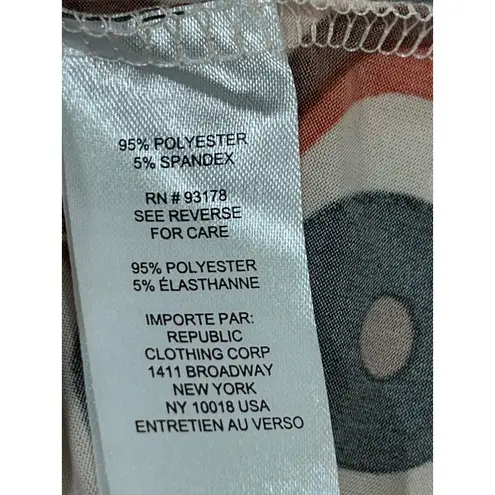 95% POLYESTER
5% SPANDEX
RN # 93178
SEE REVERSE
FOR CARE
95% POLYESTER
5% ÉLASTHANNE
IMPORTE PAR:
REPUBLIC
CLOTHING CORP
1411 BROADWAY
NEW YORK
NY 10018 USA
ENTRETIEN AU VERSO